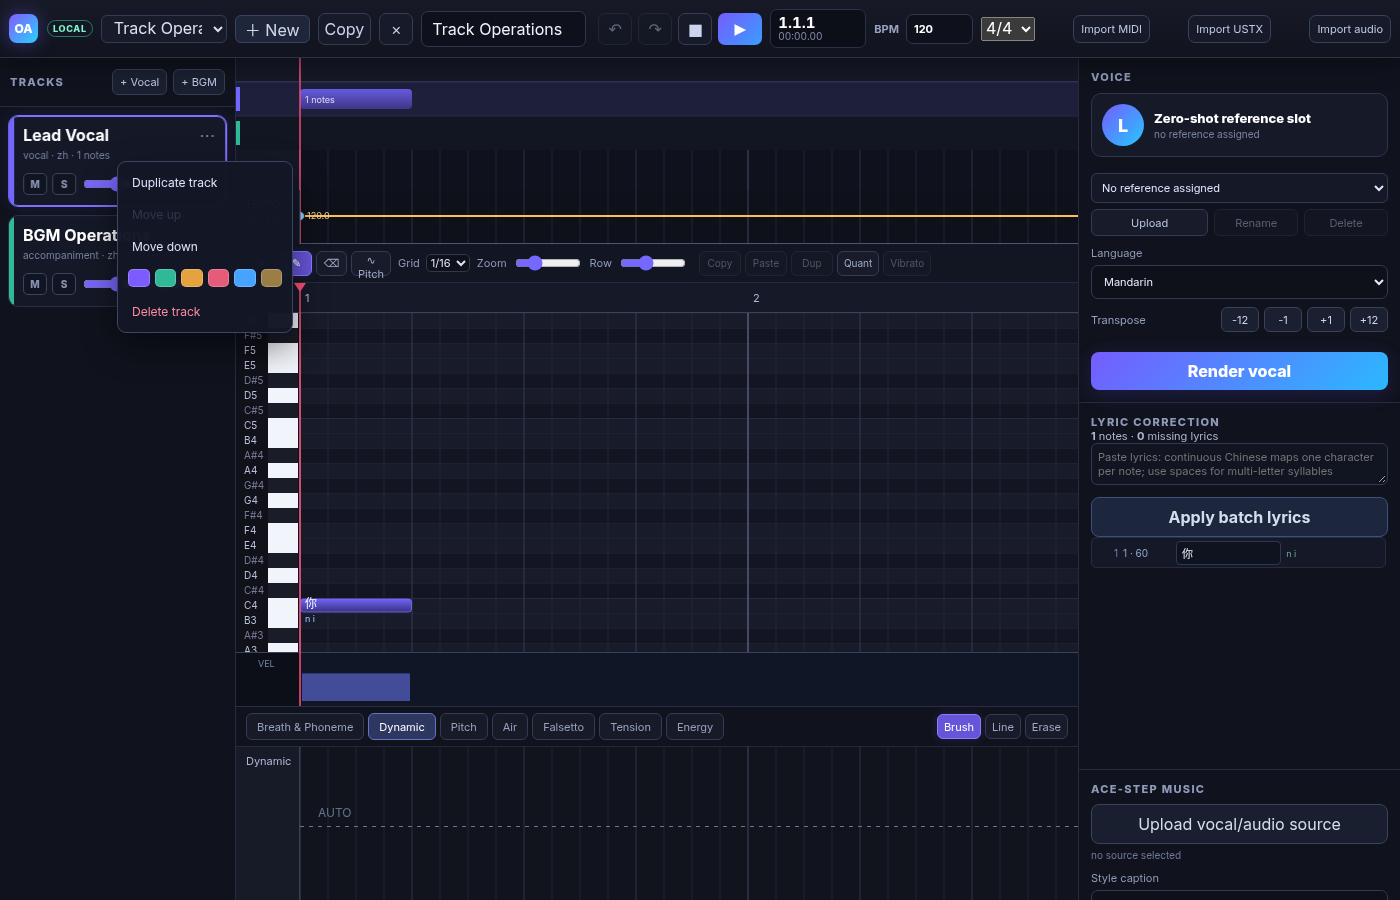 OA LOCAL Track Opera + New Copy × Track Operations 1.1.1 BPM 120 4/4 Import MIDI Import USTX Import audio
00:00.00
TRACKS + Vocal + BGM
Lead Vocal ···
vocal · zh · 1 notes
M S
Duplicate track
Move up
Move down
Delete track
BGM Operat
accompaniment · zh
M S
1 notes
120.0
Pitch Grid 1/16 Zoom Row Copy Paste Dup Quant Vibrato
1 2
F#5
F5
E5
D#5
D5
C#5
C5
B4
A#4
A4
G#4
G4
F#4
F4
E4
D#4
D4
C#4
C4 你
B3 n i
A#3
A3
VEL
Breath & Phoneme Dynamic Pitch Air Falsetto Tension Energy Brush Line Erase
Dynamic
AUTO
VOICE
L Zero-shot reference slot
no reference assigned
No reference assigned
Upload Rename Delete
Language
Mandarin
Transpose -12 -1 +1 +12
Render vocal
LYRIC CORRECTION
1 notes · 0 missing lyrics
Paste lyrics: continuous Chinese maps one character
per note; use spaces for multi-letter syllables
Apply batch lyrics
1 1 · 60 你 n i
ACE-STEP MUSIC
Upload vocal/audio source
no source selected
Style caption